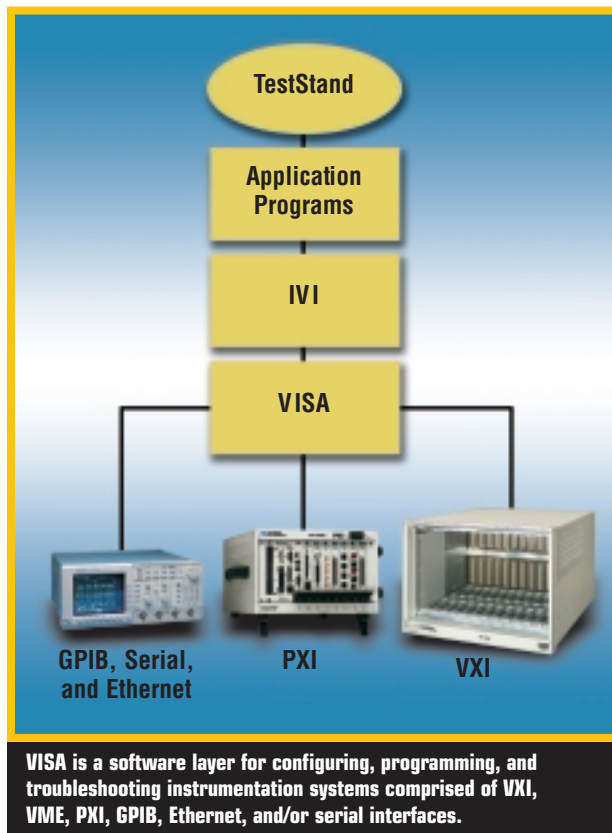 TestStand
Application
Programs
IVI
VISA
GPIB, Serial,
and Ethernet
PXI
VXI
VISA is a software layer for configuring, programming, and
troubleshooting instrumentation systems comprised of VXI,
VME, PXI, GPIB, Ethernet, and/or serial interfaces.